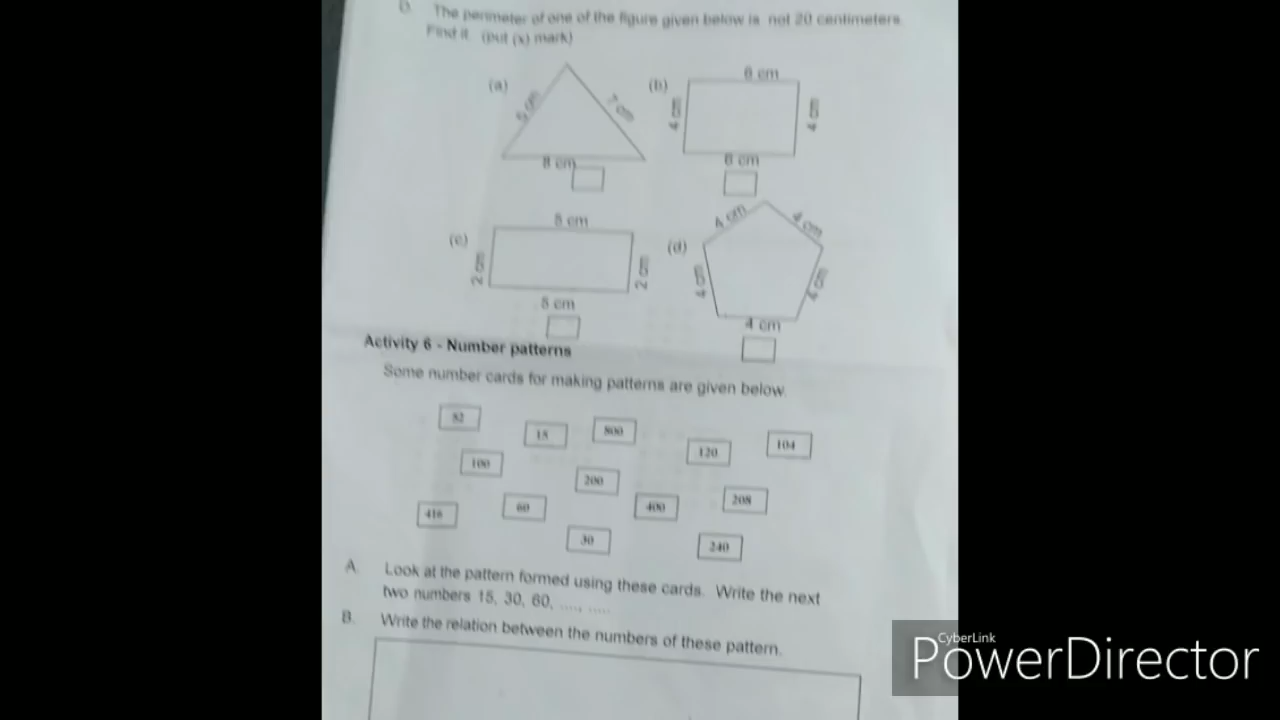 D. The perimeter of one of the figure given below is not 20 centimeters.
Find it. (put (x) mark)
(a) 5 cm 7 cm 8 cm
(b) 6 cm 4 cm 4 cm 6 cm
(c) 8 cm 2 cm 2 cm 8 cm
(d) 4 cm 4 cm 4 cm 4 cm 4 cm
Activity 6 - Number patterns
Some number cards for making patterns are given below.
52 15 800 120 104
100 200
416 60 400 208
30 240
A. Look at the pattern formed using these cards. Write the next
two numbers 15, 30, 60, ...., .....
B. Write the relation between the numbers of these pattern.
CyberLink
PowerDirector